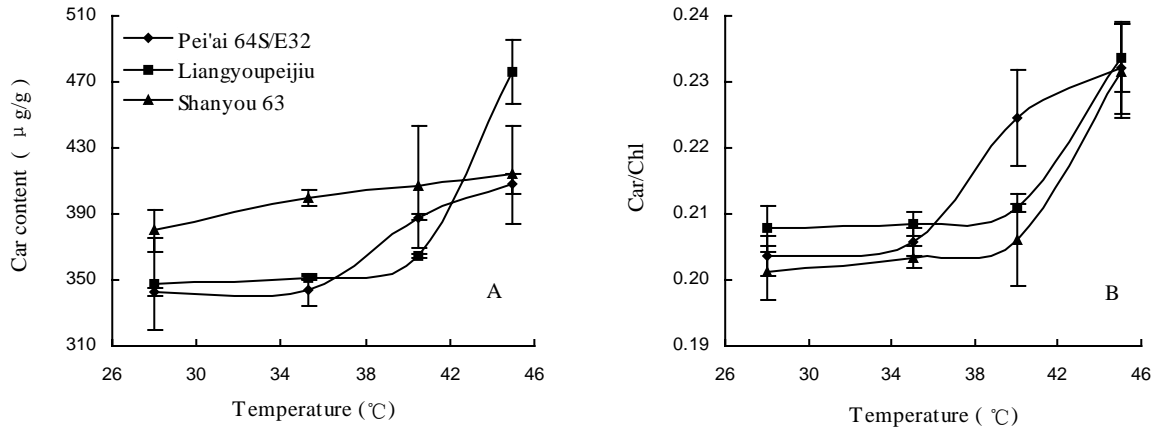 510
470
430
390
350
310
Car content ( μg/g)
Pei'ai 64S/E32
Liangyoupeijiu
Shanyou 63
A
26 30 34 38 42 46
Temperature (℃)
0.24
0.23
0.22
0.21
0.20
0.19
Car/Chl
B
26 30 34 38 42 46
Temperature ( ℃)